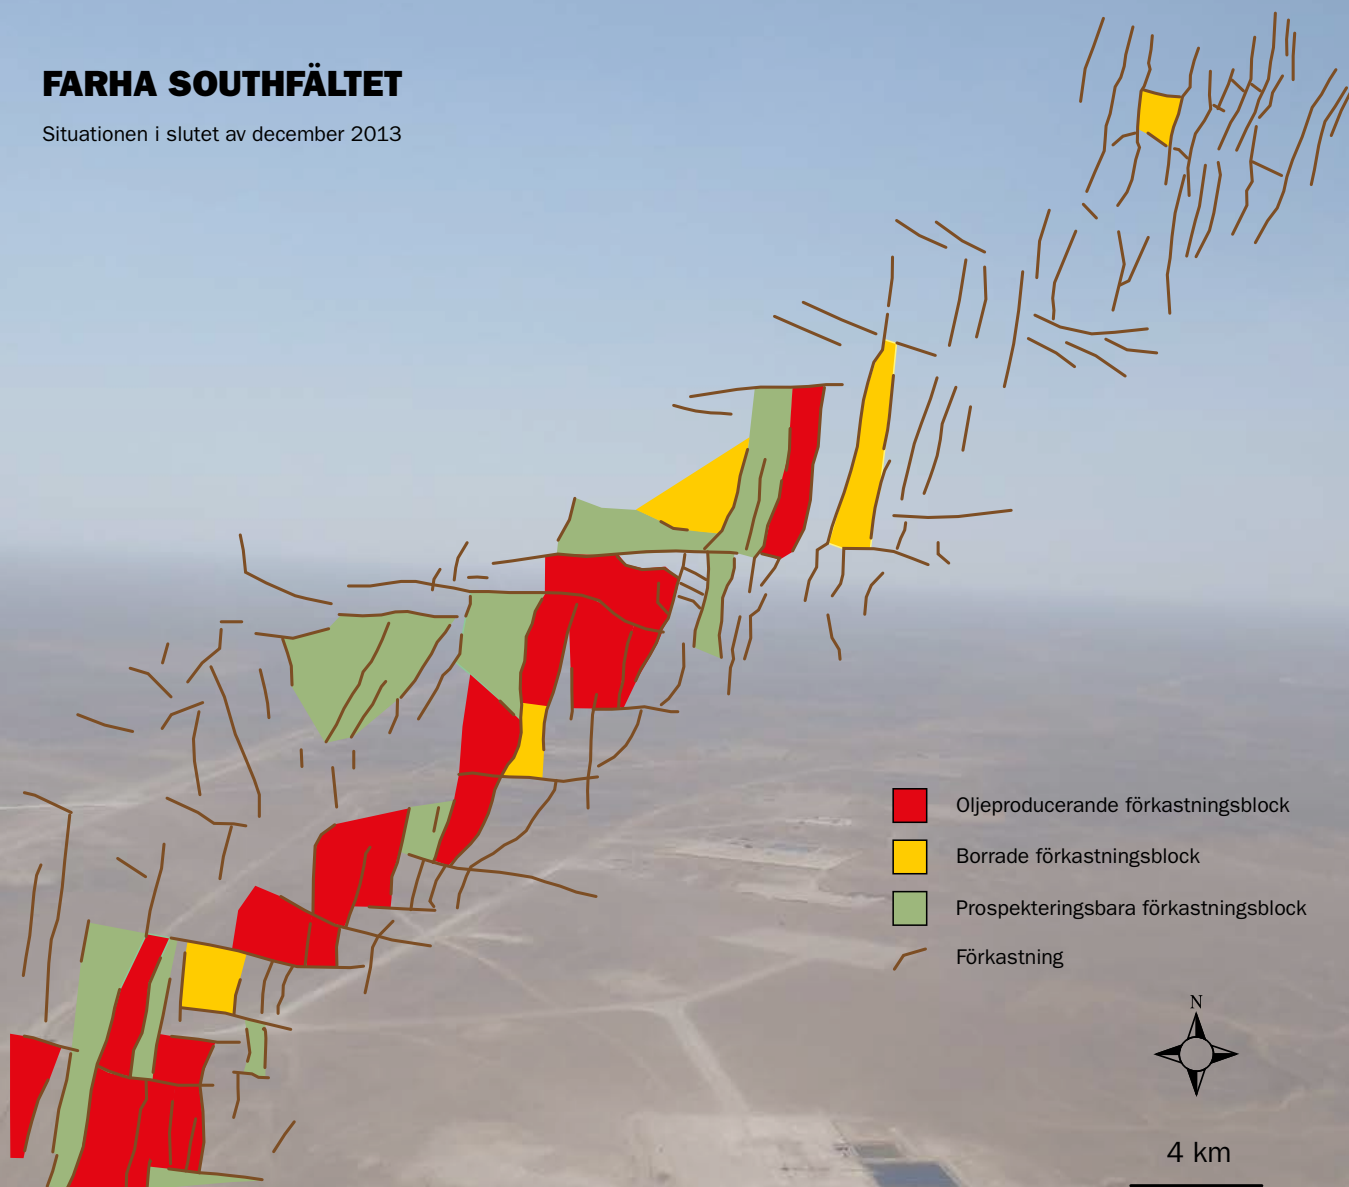 FARHA SOUTHFÄLTET
Situationen i slutet av december 2013
Oljeproducerande förkastningsblock
Borrade förkastningsblock
Prospekteringsbara förkastningsblock
Förkastning
N
4 km